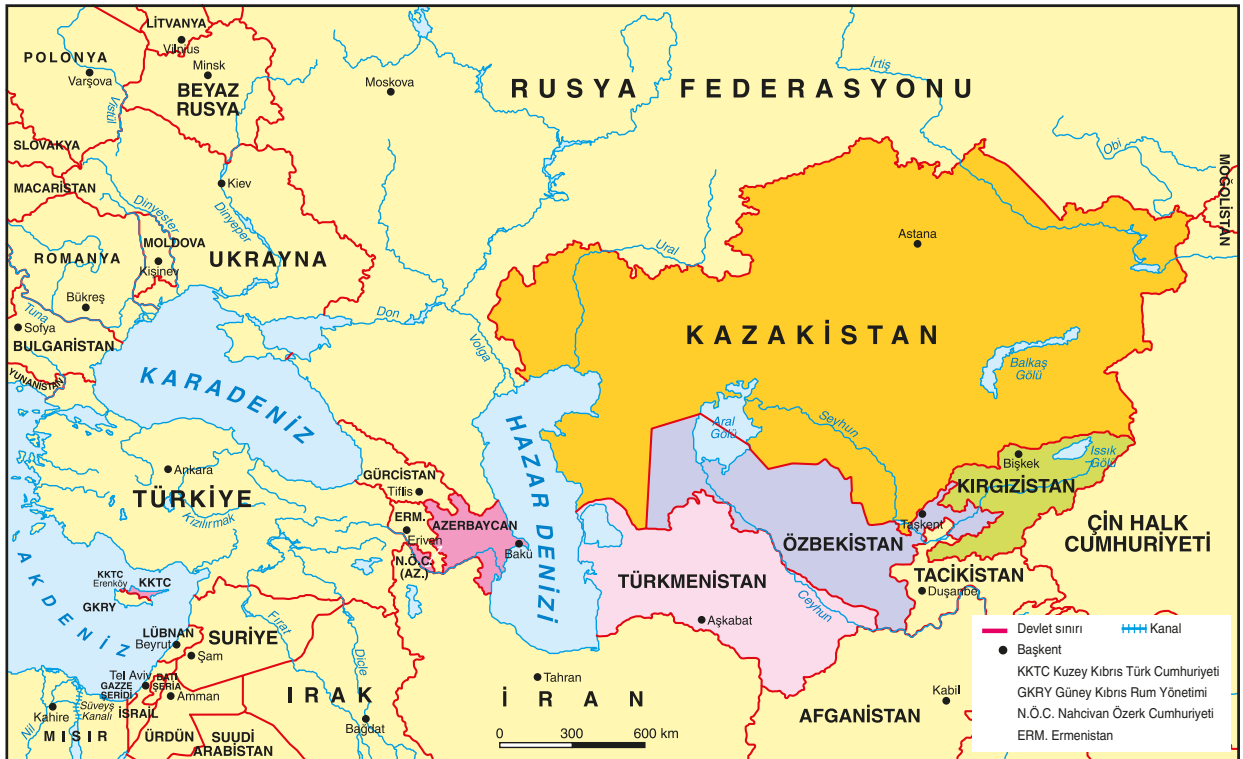 LİTVANYA
Vilnius
POLONYA
Varşova
Minsk
BEYAZ
RUSYA
Moskova
RUSYA FEDERASYONU
İrtiş
Obi
MOĞOLİSTAN
Vistül
SLOVAKYA
MACARİSTAN
Kiev
Dinyester
Dinyeper
MOLDOVA
Kişinev
UKRAYNA
ROMANYA
Bükreş
Tuna
Sofya
BULGARİSTAN
YUNANİSTAN
Don
Volga
Ural
Astana
KAZAKİSTAN
Balkaş
Gölü
KARADENİZ
HAZAR DENİZİ
Aral
Gölü
Seyhun
Bişkek
Issık
Gölü
KIRGIZİSTAN
Ankara
TÜRKİYE
Kızılırmak
GÜRCİSTAN
Tiflis
ERM.
Erivan
AZERBAYCAN
Bakü
N.Ö.C.
(AZ.)
Taşkent
ÖZBEKİSTAN
ÇİN HALK
CUMHURİYETİ
TÜRKMENİSTAN
Aşkabat
Ceyhun
TACİKİSTAN
Duşanbe
AKDENİZ
KKTC
Erenköy
KKTC
GKRY
LÜBNAN
Beyrut
SURİYE
Şam
Fırat
Dicle
Tel Aviv
GAZZE
ŞERİDİ
BATI
ŞERİA
Amman
İSRAİL
Süveyş
Kanalı
Nil
Kahire
MISIR
ÜRDÜN
SUUDİ
ARABİSTAN
IRAK
Bağdat
Tahran
İRAN
AFGANİSTAN
Kabil
0 300 600 km
Devlet sınırı
Kanal
Başkent
KKTC Kuzey Kıbrıs Türk Cumhuriyeti
GKRY Güney Kıbrıs Rum Yönetimi
N.Ö.C. Nahcivan Özerk Cumhuriyeti
ERM. Ermenistan